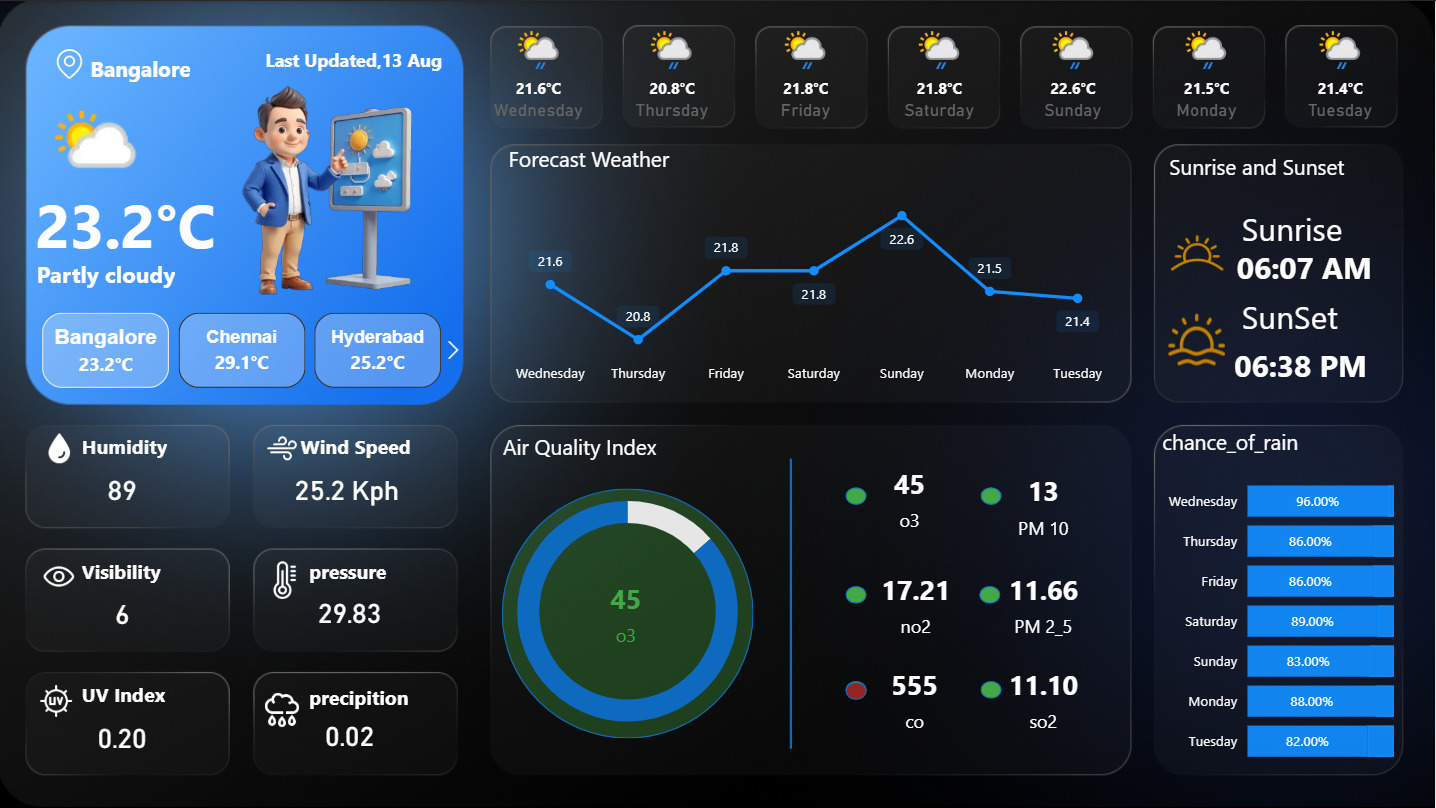 Bangalore
Last Updated,13 Aug
23.2°C
Partly cloudy
Bangalore
23.2°C
Chennai
29.1°C
Hyderabad
25.2°C
21.6°C
Wednesday
20.8°C
Thursday
21.8°C
Friday
21.8°C
Saturday
22.6°C
Sunday
21.5°C
Monday
21.4°C
Tuesday
Forecast Weather
21.6
20.8
21.8
21.8
22.6
21.5
21.4
Wednesday
Thursday
Friday
Saturday
Sunday
Monday
Tuesday
Sunrise and Sunset
Sunrise
06:07 AM
SunSet
06:38 PM
Humidity
89
Wind Speed
25.2 Kph
Visibility
6
pressure
29.83
UV
UV Index
0.20
precipition
0.02
Air Quality Index
45
o3
45
o3
13
PM 10
17.21
no2
11.66
PM 2_5
555
co
11.10
so2
chance_of_rain
Wednesday 96.00%
Thursday 86.00%
Friday 86.00%
Saturday 89.00%
Sunday 83.00%
Monday 88.00%
Tuesday 82.00%